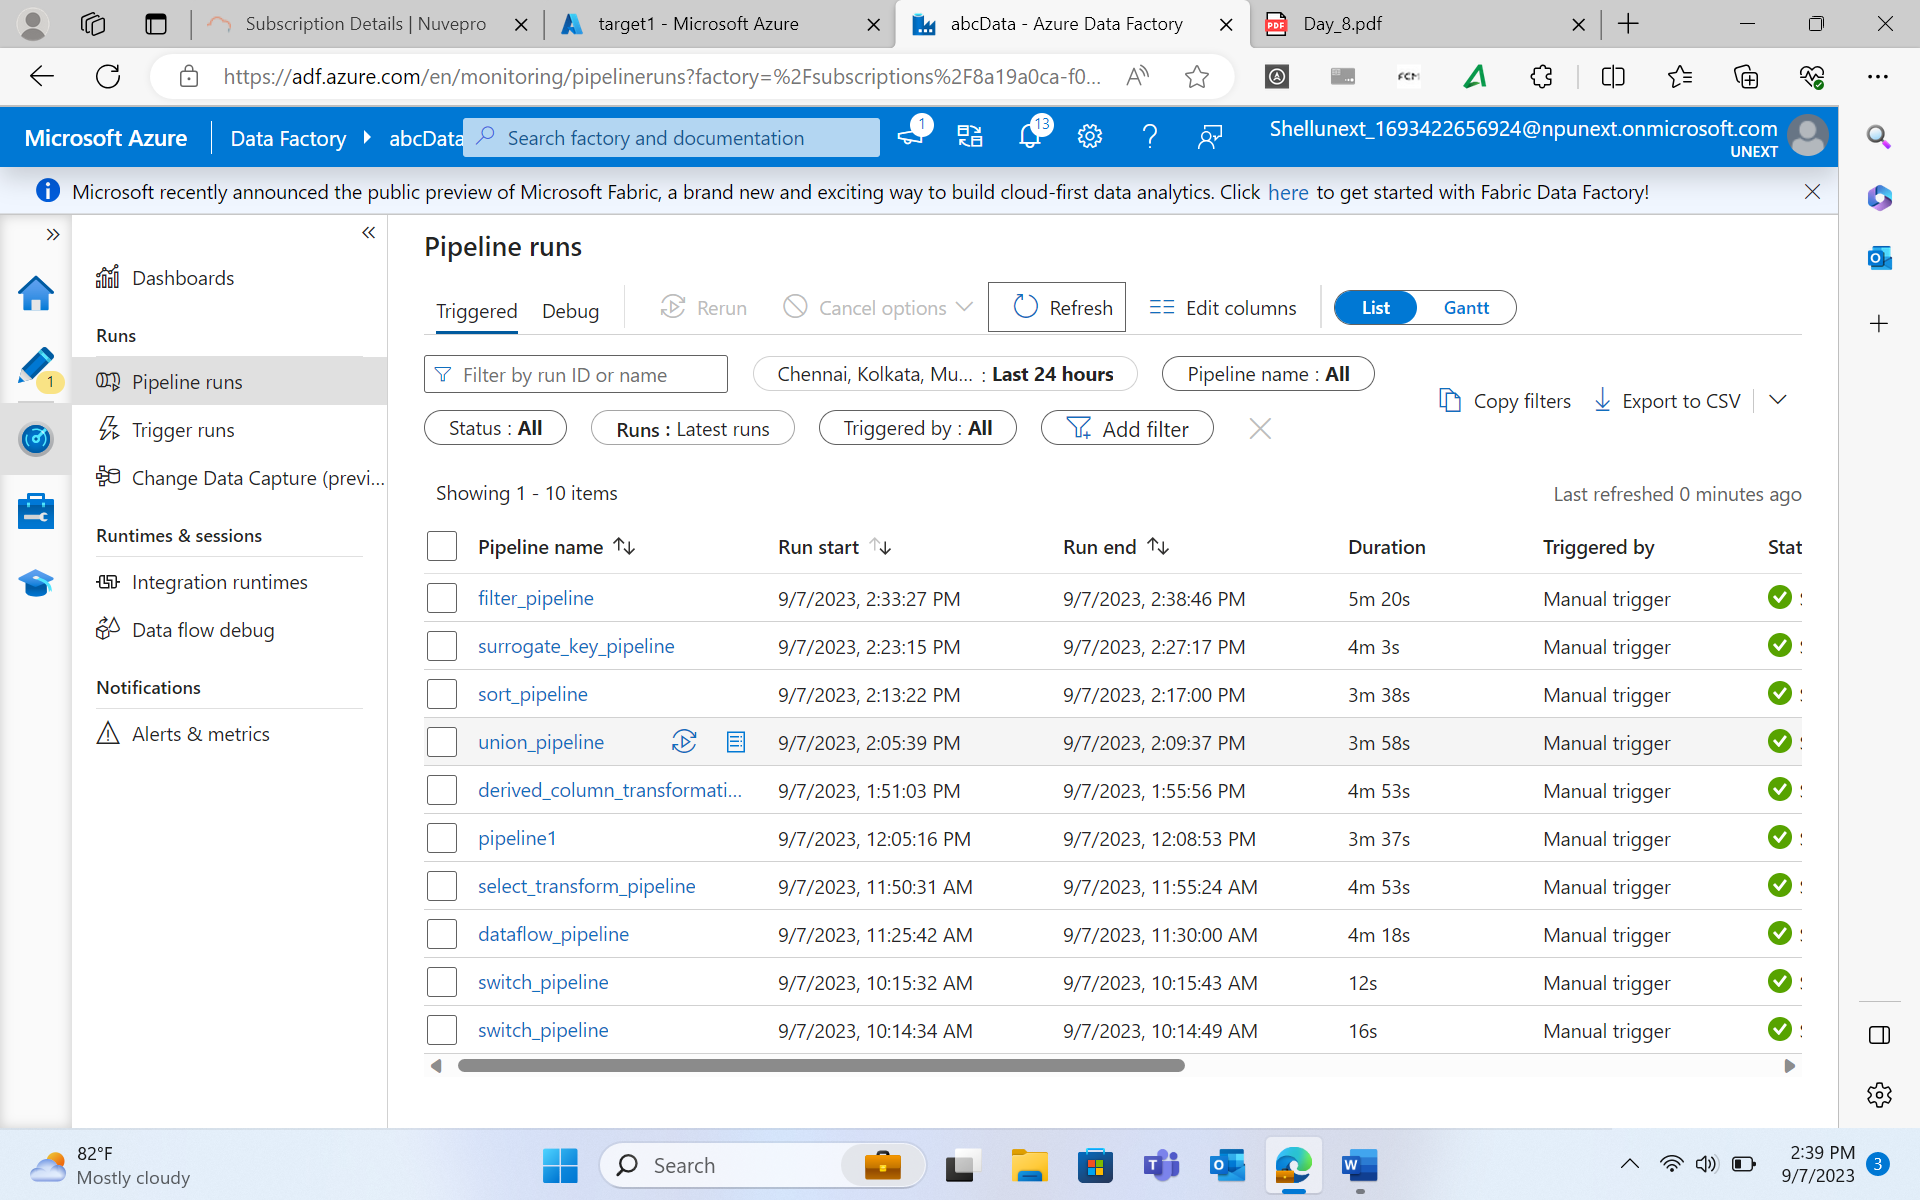 Subscription Details | Nuvepro
target1 - Microsoft Azure
abcData - Azure Data Factory
Day_8.pdf
https://adf.azure.com/en/monitoring/pipelineruns?factory=%2Fsubscriptions%2F8a19a0ca-f0...
Microsoft Azure
Data Factory
abcData
Search factory and documentation
1
13
Shellunext_1693422656924@npunext.onmicrosoft.com
UNEXT
Microsoft recently announced the public preview of Microsoft Fabric, a brand new and exciting way to build cloud-first data analytics. Click here to get started with Fabric Data Factory!
Dashboards
Runs
Pipeline runs
Trigger runs
Change Data Capture (previ...
Runtimes & sessions
Integration runtimes
Data flow debug
Notifications
Alerts & metrics
1
Pipeline runs
Triggered Debug Rerun Cancel options Refresh Edit columns List Gantt
Filter by run ID or name
Chennai, Kolkata, Mu... : Last 24 hours
Pipeline name : All
Status : All
Runs : Latest runs
Triggered by : All
Add filter
Copy filters
Export to CSV
Showing 1 - 10 items
Last refreshed 0 minutes ago
Pipeline name Run start Run end Duration Triggered by Stat
filter_pipeline 9/7/2023, 2:33:27 PM 9/7/2023, 2:38:46 PM 5m 20s Manual trigger
surrogate_key_pipeline 9/7/2023, 2:23:15 PM 9/7/2023, 2:27:17 PM 4m 3s Manual trigger
sort_pipeline 9/7/2023, 2:13:22 PM 9/7/2023, 2:17:00 PM 3m 38s Manual trigger
union_pipeline 9/7/2023, 2:05:39 PM 9/7/2023, 2:09:37 PM 3m 58s Manual trigger
derived_column_transformati... 9/7/2023, 1:51:03 PM 9/7/2023, 1:55:56 PM 4m 53s Manual trigger
pipeline1 9/7/2023, 12:05:16 PM 9/7/2023, 12:08:53 PM 3m 37s Manual trigger
select_transform_pipeline 9/7/2023, 11:50:31 AM 9/7/2023, 11:55:24 AM 4m 53s Manual trigger
dataflow_pipeline 9/7/2023, 11:25:42 AM 9/7/2023, 11:30:00 AM 4m 18s Manual trigger
switch_pipeline 9/7/2023, 10:15:32 AM 9/7/2023, 10:15:43 AM 12s Manual trigger
switch_pipeline 9/7/2023, 10:14:34 AM 9/7/2023, 10:14:49 AM 16s Manual trigger
82°F
Mostly cloudy
Search
2:39 PM
9/7/2023
3